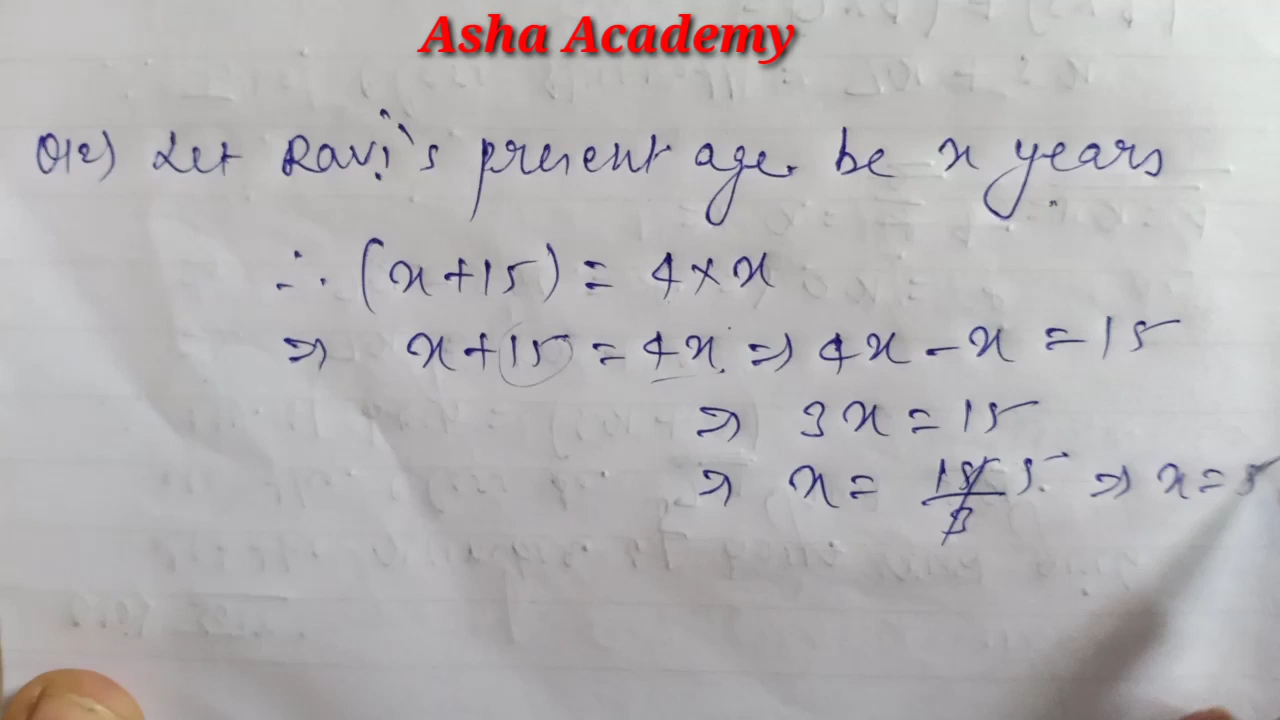 Asha Academy
Q12) Let Ravi's present age be x years
∴ (x+15) = 4×x
⇒ x+15 = 4x ⇒ 4x - x = 15
⇒ 3x = 15
⇒ x = 15/3 5 ⇒ x = 5